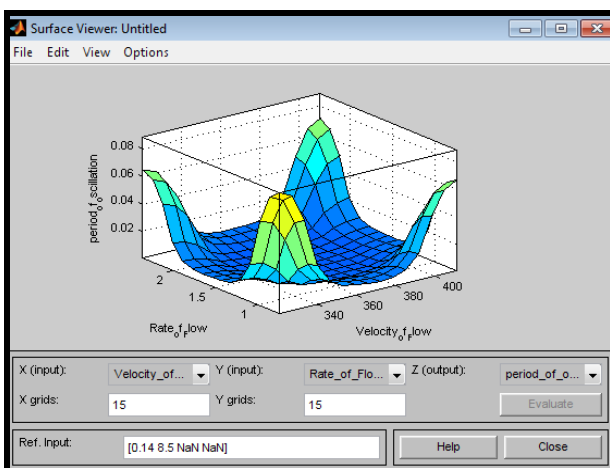 Surface Viewer: Untitled
File Edit View Options
0.08
0.06
0.04
0.02
period_of_oscillation
2
1.5
1
Rate_of_Flow
340
360
380
400
Velocity_of_Flow
X (input): Velocity_of... Y (input): Rate_of_Flo... Z (output): period_of_o...
X grids: 15 Y grids: 15 Evaluate
Ref. Input: [0.14 8.5 NaN NaN] Help Close